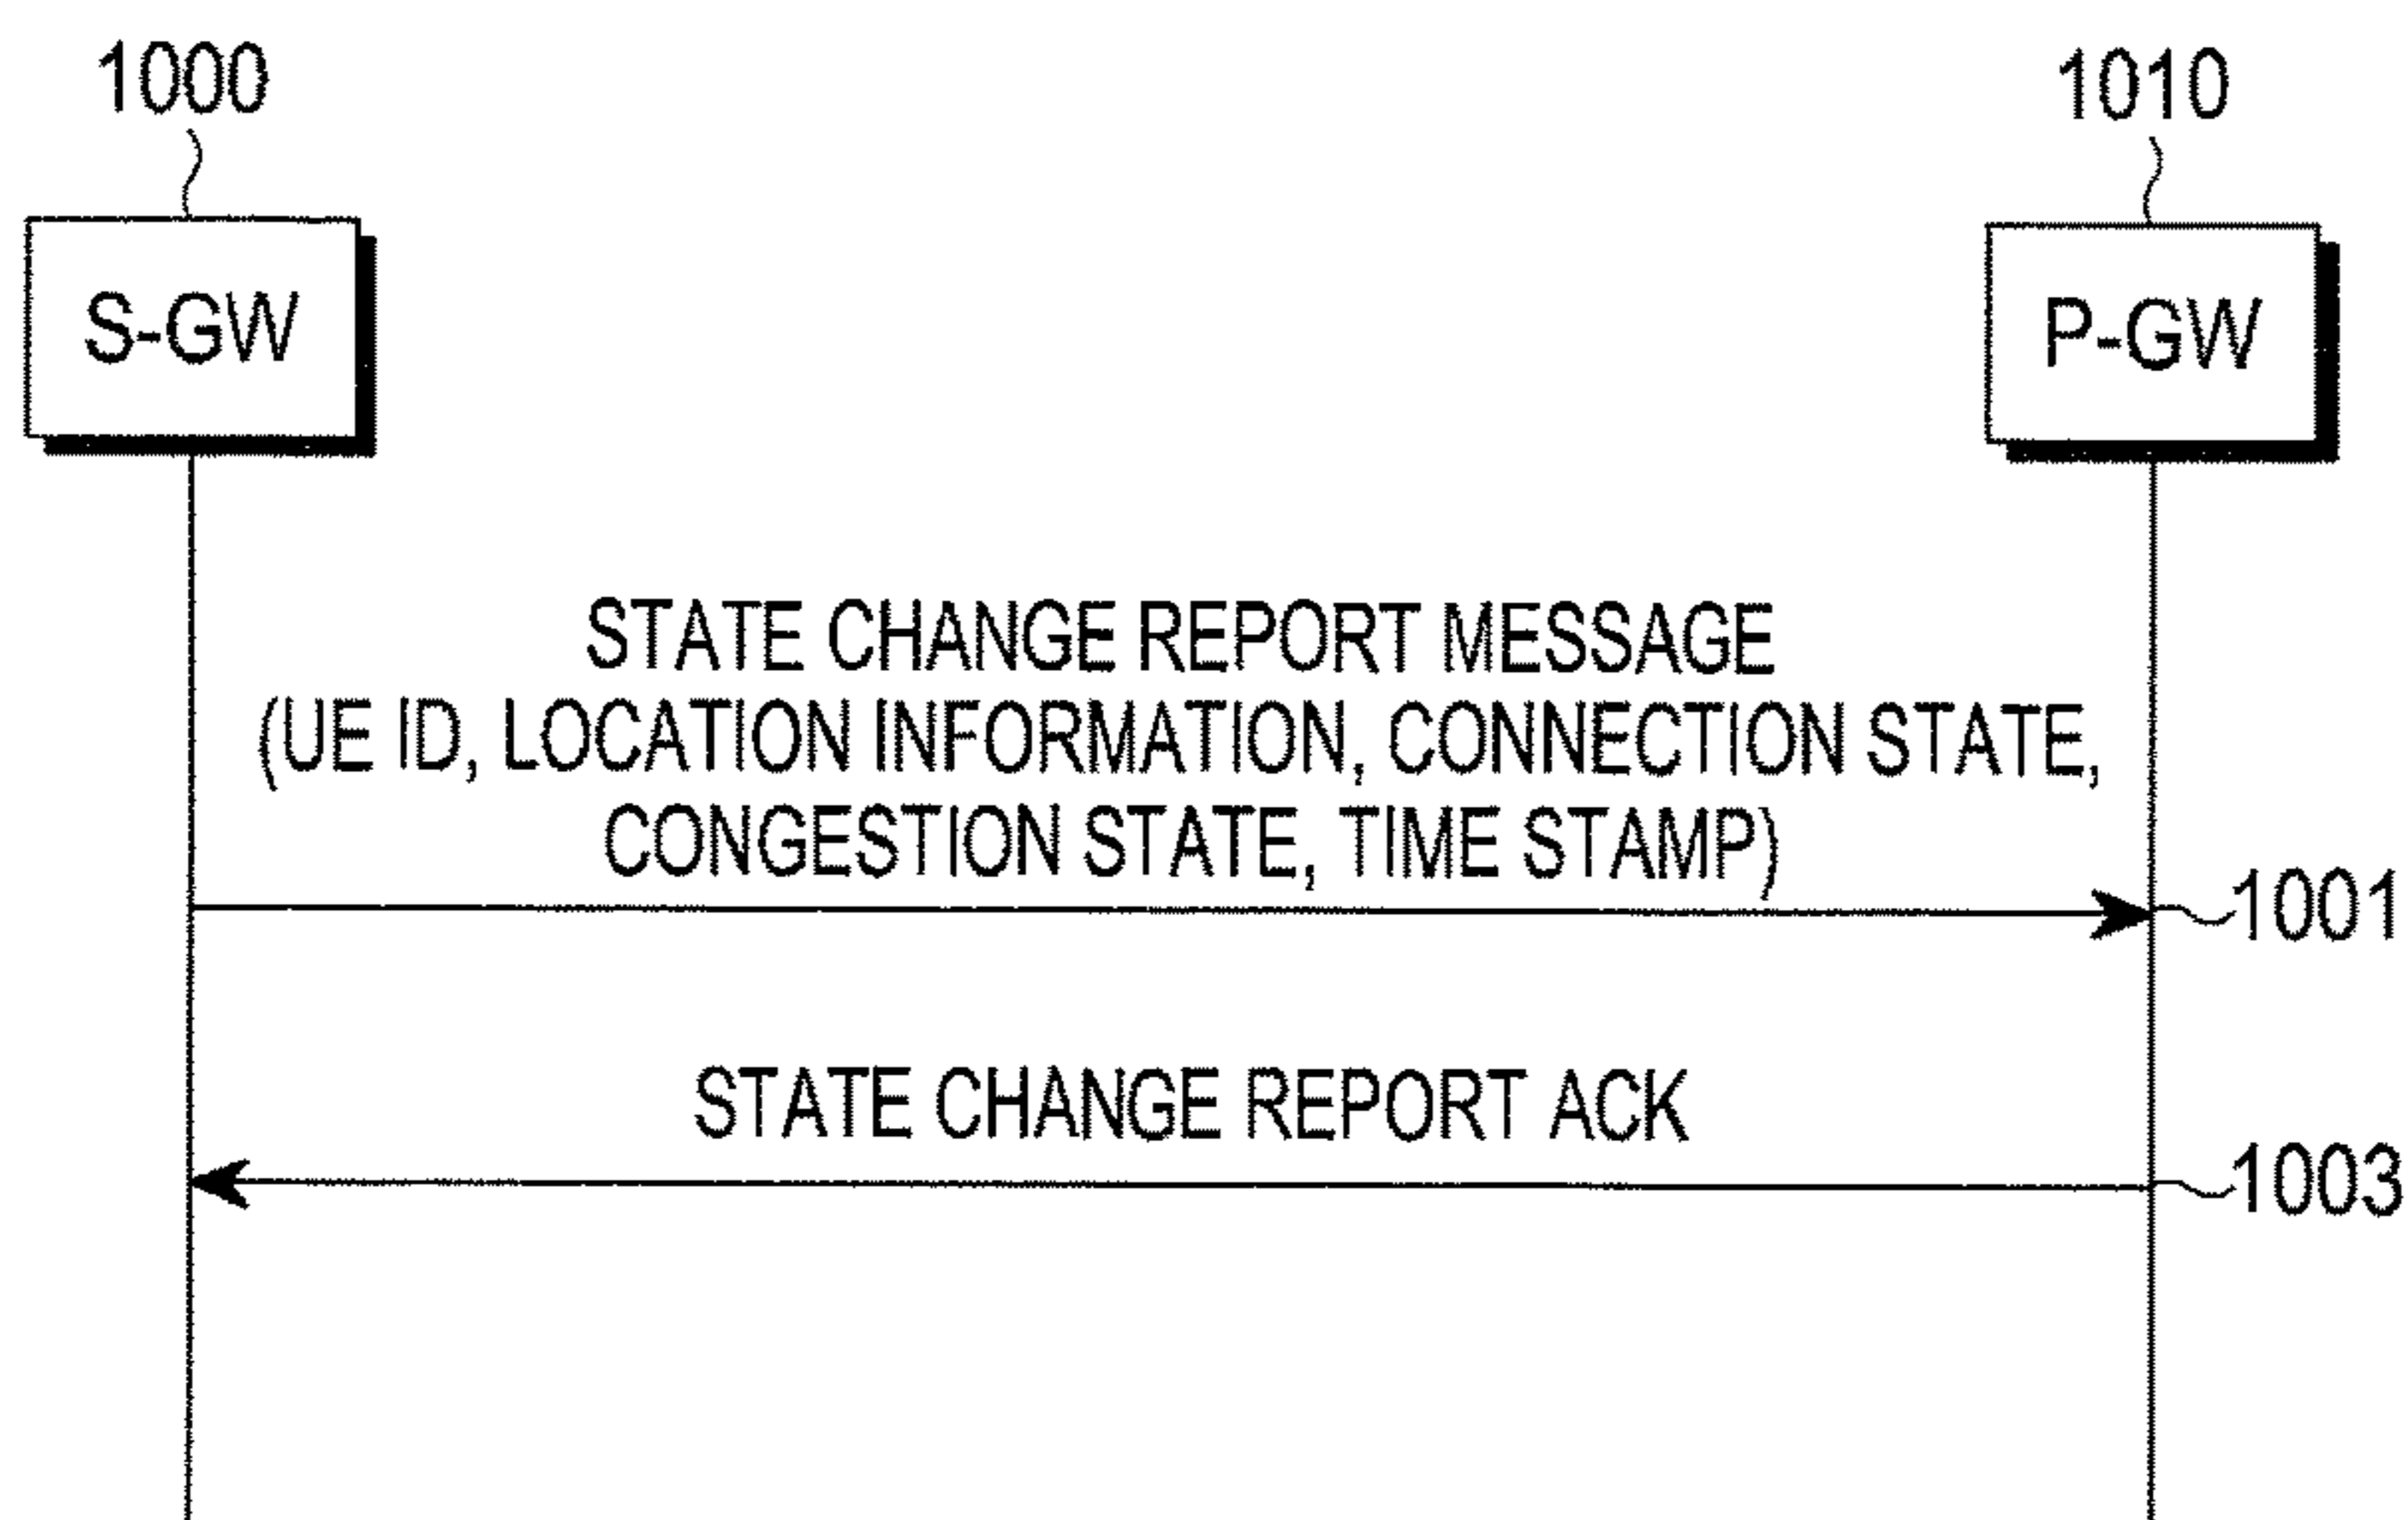 1000
1010
S-GW
P-GW
STATE CHANGE REPORT MESSAGE
(UE ID, LOCATION INFORMATION, CONNECTION STATE,
CONGESTION STATE, TIME STAMP)
1001
STATE CHANGE REPORT ACK
1003